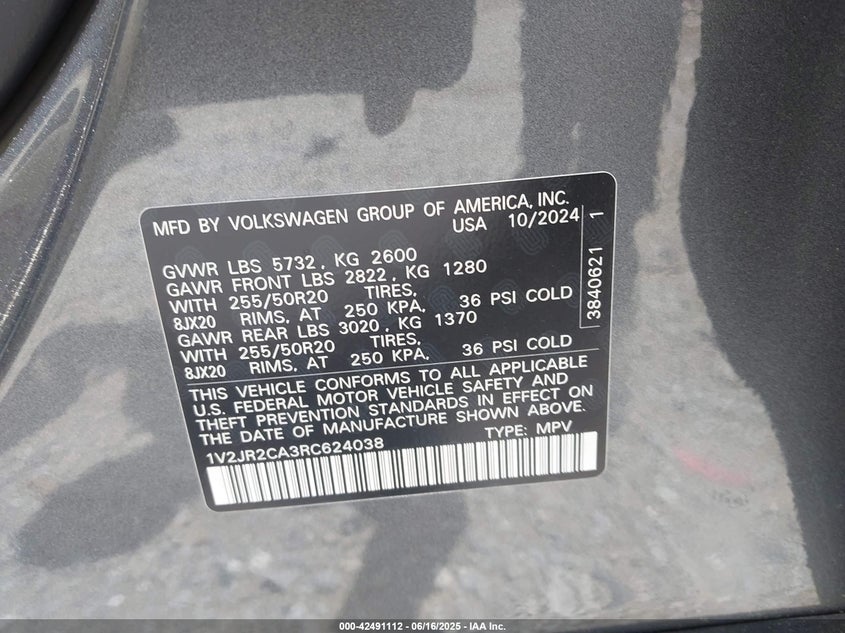 MFD BY VOLKSWAGEN GROUP OF AMERICA, INC.
USA 10/2024
GVWR LBS 5732, KG 2600
GAWR FRONT LBS 2822, KG 1280
WITH 255/50R20 TIRES,
8JX20 RIMS, AT 250 KPA, 36 PSI COLD
GAWR REAR LBS 3020, KG 1370
WITH 255/50R20 TIRES,
8JX20 RIMS, AT 250 KPA, 36 PSI COLD
THIS VEHICLE CONFORMS TO ALL APPLICABLE
U.S. FEDERAL MOTOR VEHICLE SAFETY AND
THEFT PREVENTION STANDARDS IN EFFECT ON
THE DATE OF MANUFACTURE SHOWN ABOVE.
1V2JR2CA3RC624038 TYPE: MPV
3840621 1
000-42491112 - 06/16/2025 - IAA Inc.